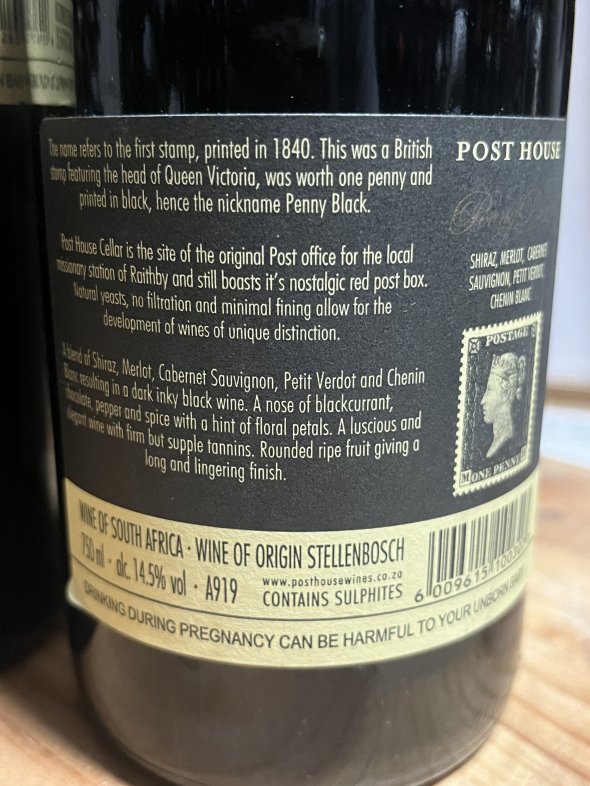 The name refers to the first stamp, printed in 1840. This was a British
stamp featuring the head of Queen Victoria, was worth one penny and
printed in black, hence the nickname Penny Black.
Post House Cellar is the site of the original Post office for the local
missionary station of Raithby and still boasts it's nostalgic red post box.
Natural yeasts, no filtration and minimal fining allow for the
development of wines of unique distinction.
A blend of Shiraz, Merlot, Cabernet Sauvignon, Petit Verdot and Chenin
Blanc resulting in a dark inky black wine. A nose of blackcurrant,
chocolate, pepper and spice with a hint of floral petals. A luscious and
elegant wine with firm but supple tannins. Rounded ripe fruit giving a
long and lingering finish.
POST HOUSE
SHIRAZ, MERLOT, CABERNET
SAUVIGNON, PETIT VERDOT,
CHENIN BLANC
POSTAGE
ONE PENNY
WINE OF SOUTH AFRICA · WINE OF ORIGIN STELLENBOSCH
750 ml · alc. 14.5% vol · A919
www.posthousewines.co.za
CONTAINS SULPHITES
6 009615
DRINKING DURING PREGNANCY CAN BE HARMFUL TO YOUR UNBORN BABY